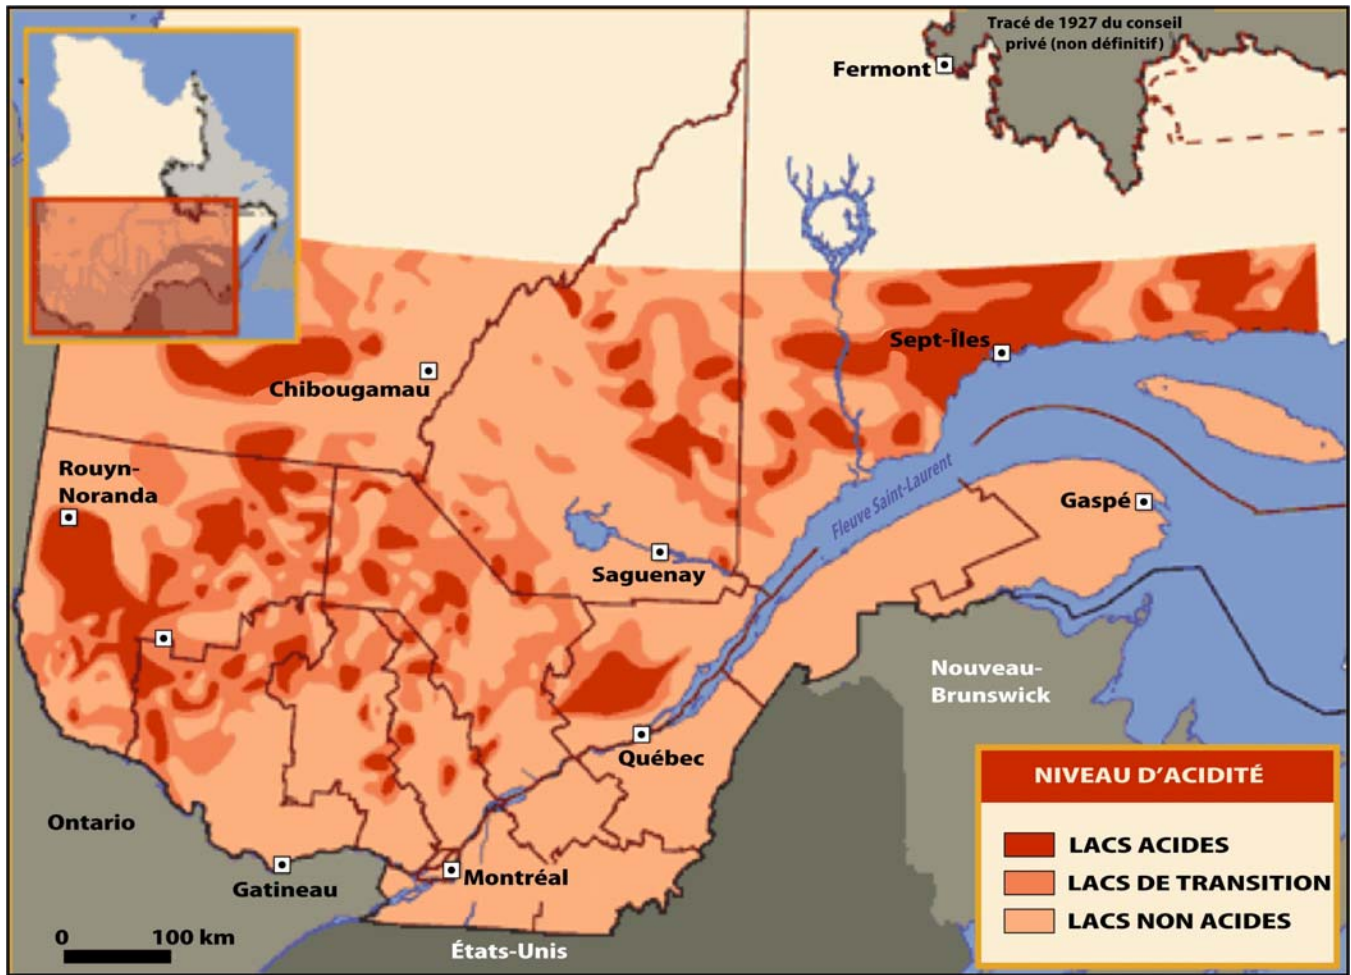 Tracé de 1927 du conseil
privé (non définitif)
Fermont
Sept-Îles
Chibougamau
Rouyn-
Noranda
Fleuve Saint-Laurent
Gaspé
Saguenay
Nouveau-
Brunswick
Québec
Ontario
Montréal
Gatineau
États-Unis
0 100 km
NIVEAU D'ACIDITÉ
LACS ACIDES
LACS DE TRANSITION
LACS NON ACIDES